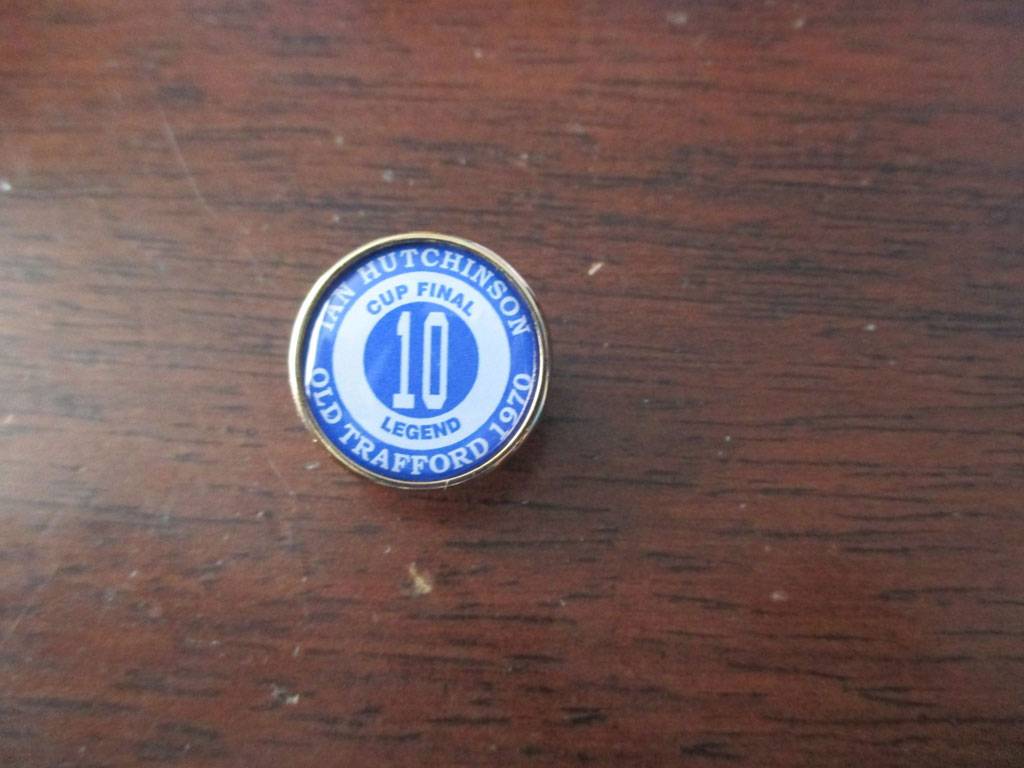 IAN HUTCHINSON
CUP FINAL
10
LEGEND
OLD TRAFFORD 1970